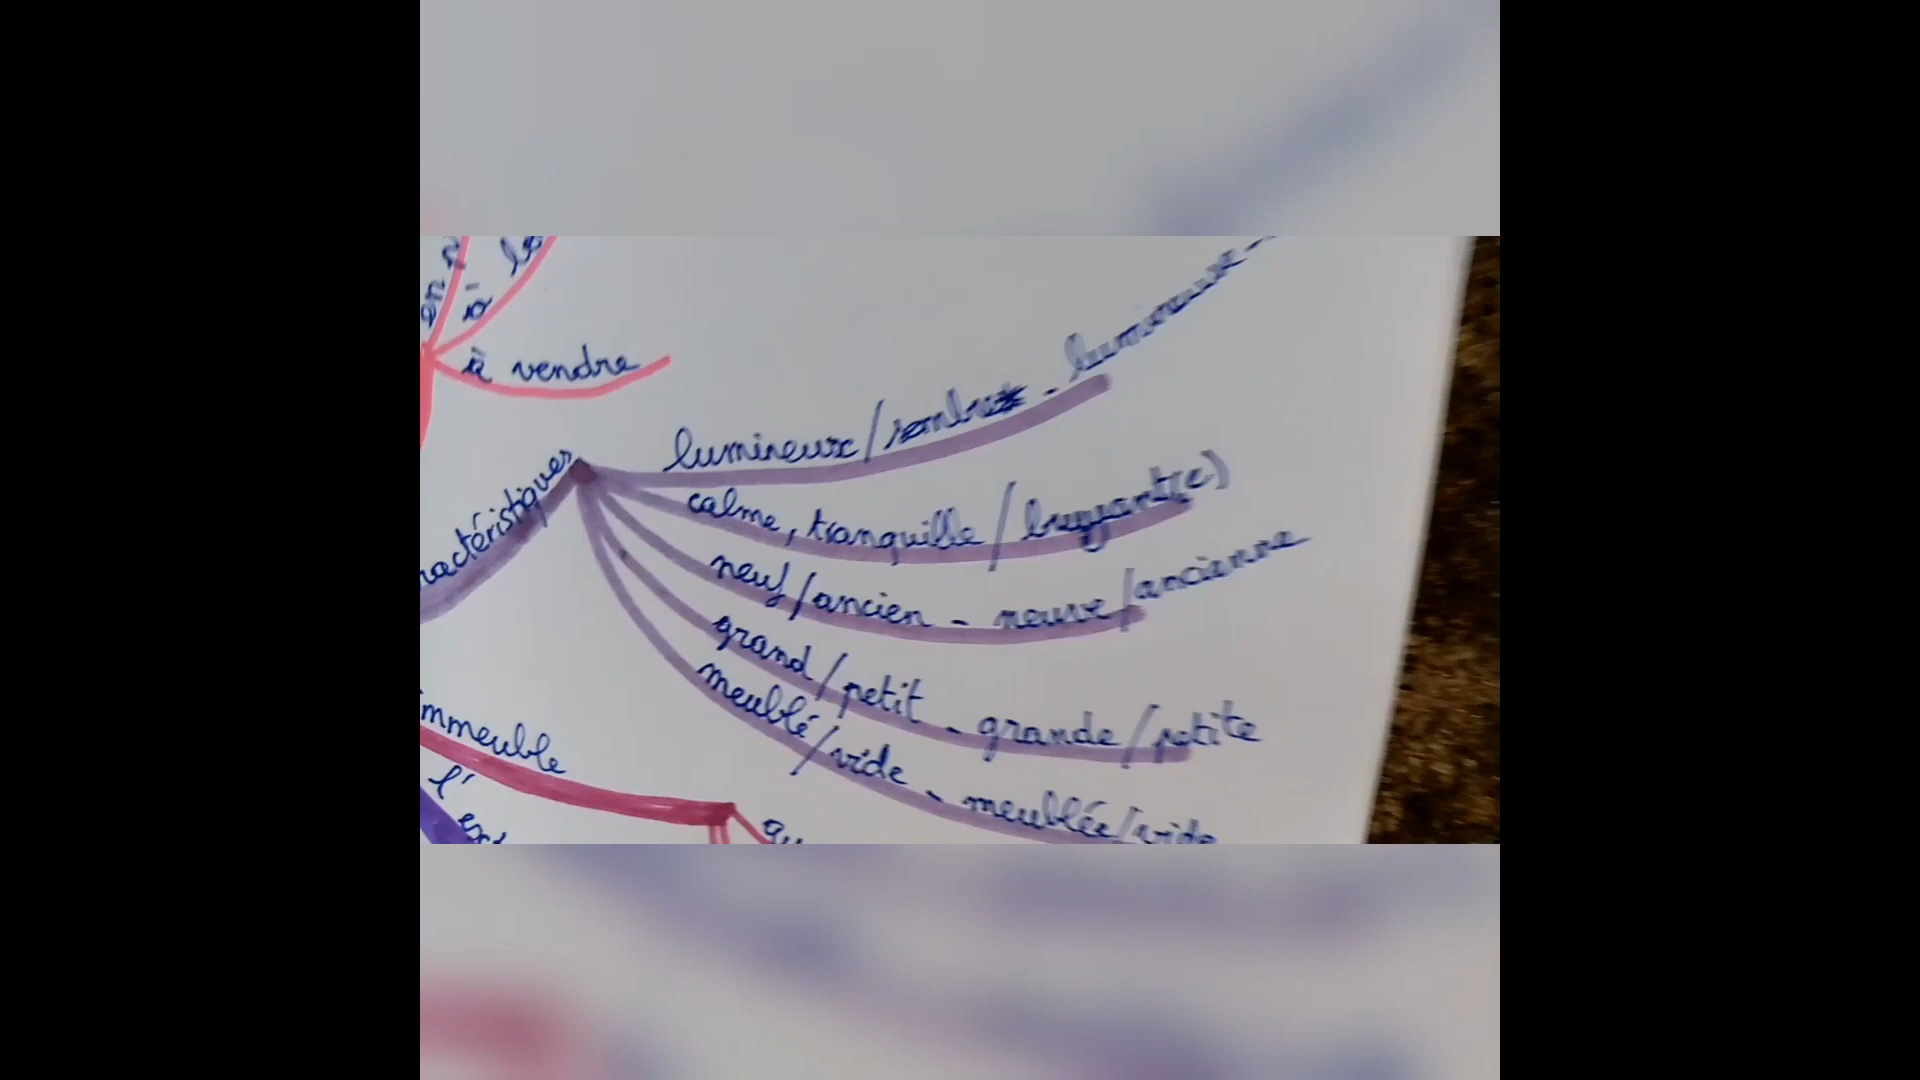 à vendre
caractéristiques
lumineux/sombre - lumineuse -
calme, tranquille/bruyant(e)
neuf/ancien - neuve/ancienne
grand/petit - grande/petite
meublé/vide - meublée/vide
immeuble
l'